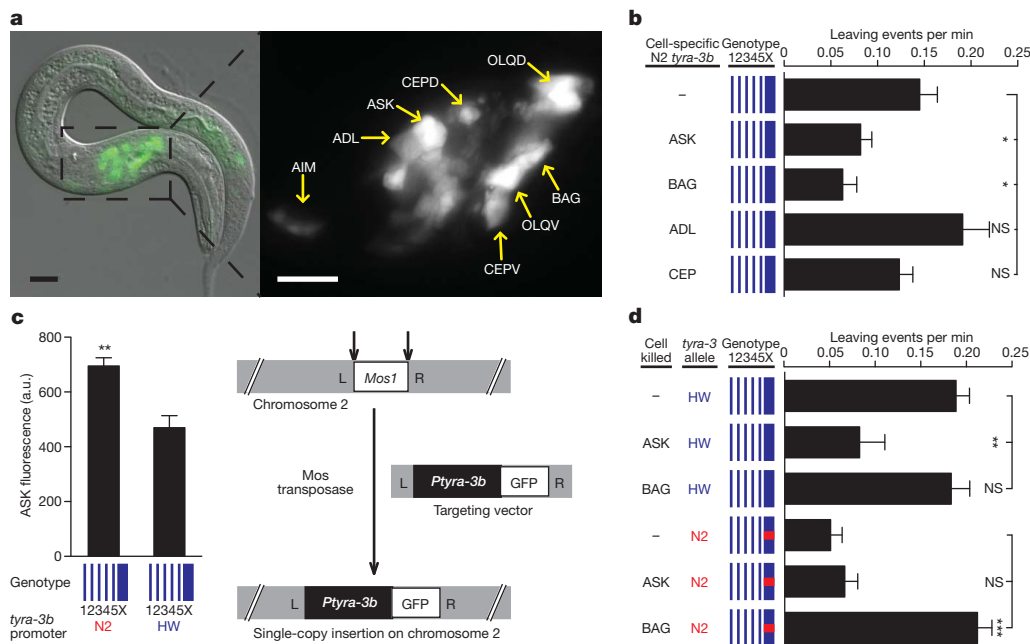 a
OLQD
CEPD
ASK
ADL
AIM
BAG
OLQV
CEPV
b
Leaving events per min
Cell-specific Genotype
N2 tyra-3b 12345X
0 0.05 0.10 0.15 0.20 0.25
–
ASK
*
BAG
*
ADL
NS
CEP
NS
c
800
600
400
200
0
ASK fluorescence (a.u.)
**
Genotype
12345X 12345X
tyra-3b
promoter
N2 HW
L Mos1 R
Chromosome 2
Mos
transposase
L Ptyra-3b GFP R
Targeting vector
L Ptyra-3b GFP R
Single-copy insertion on chromosome 2
d
Leaving events per min
Cell tyra-3 Genotype
killed allele 12345X
0 0.05 0.10 0.15 0.20 0.25
– HW
ASK HW
**
BAG HW
NS
– N2
ASK N2
NS
BAG N2
***